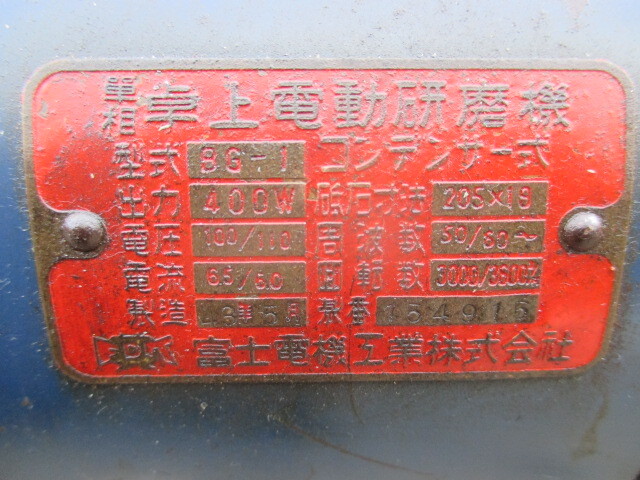 單相 卓上電動研磨機
型式 BG-1 コンデンサー式
出力 400W 砥石寸法 205×19
電圧 100/110 周波数 50/60～
電流 6.5/6.0 回転数 3000/3600
製造 年5月 製番 154915
富士電機工業株式会社